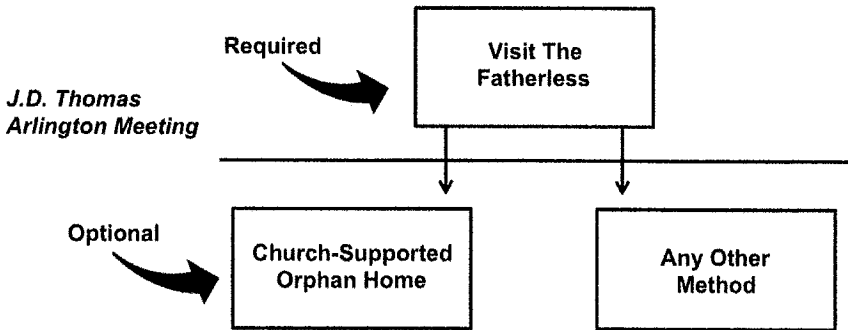 Required
Visit The
Fatherless
J.D. Thomas
Arlington Meeting
Optional
Church-Supported
Orphan Home
Any Other
Method